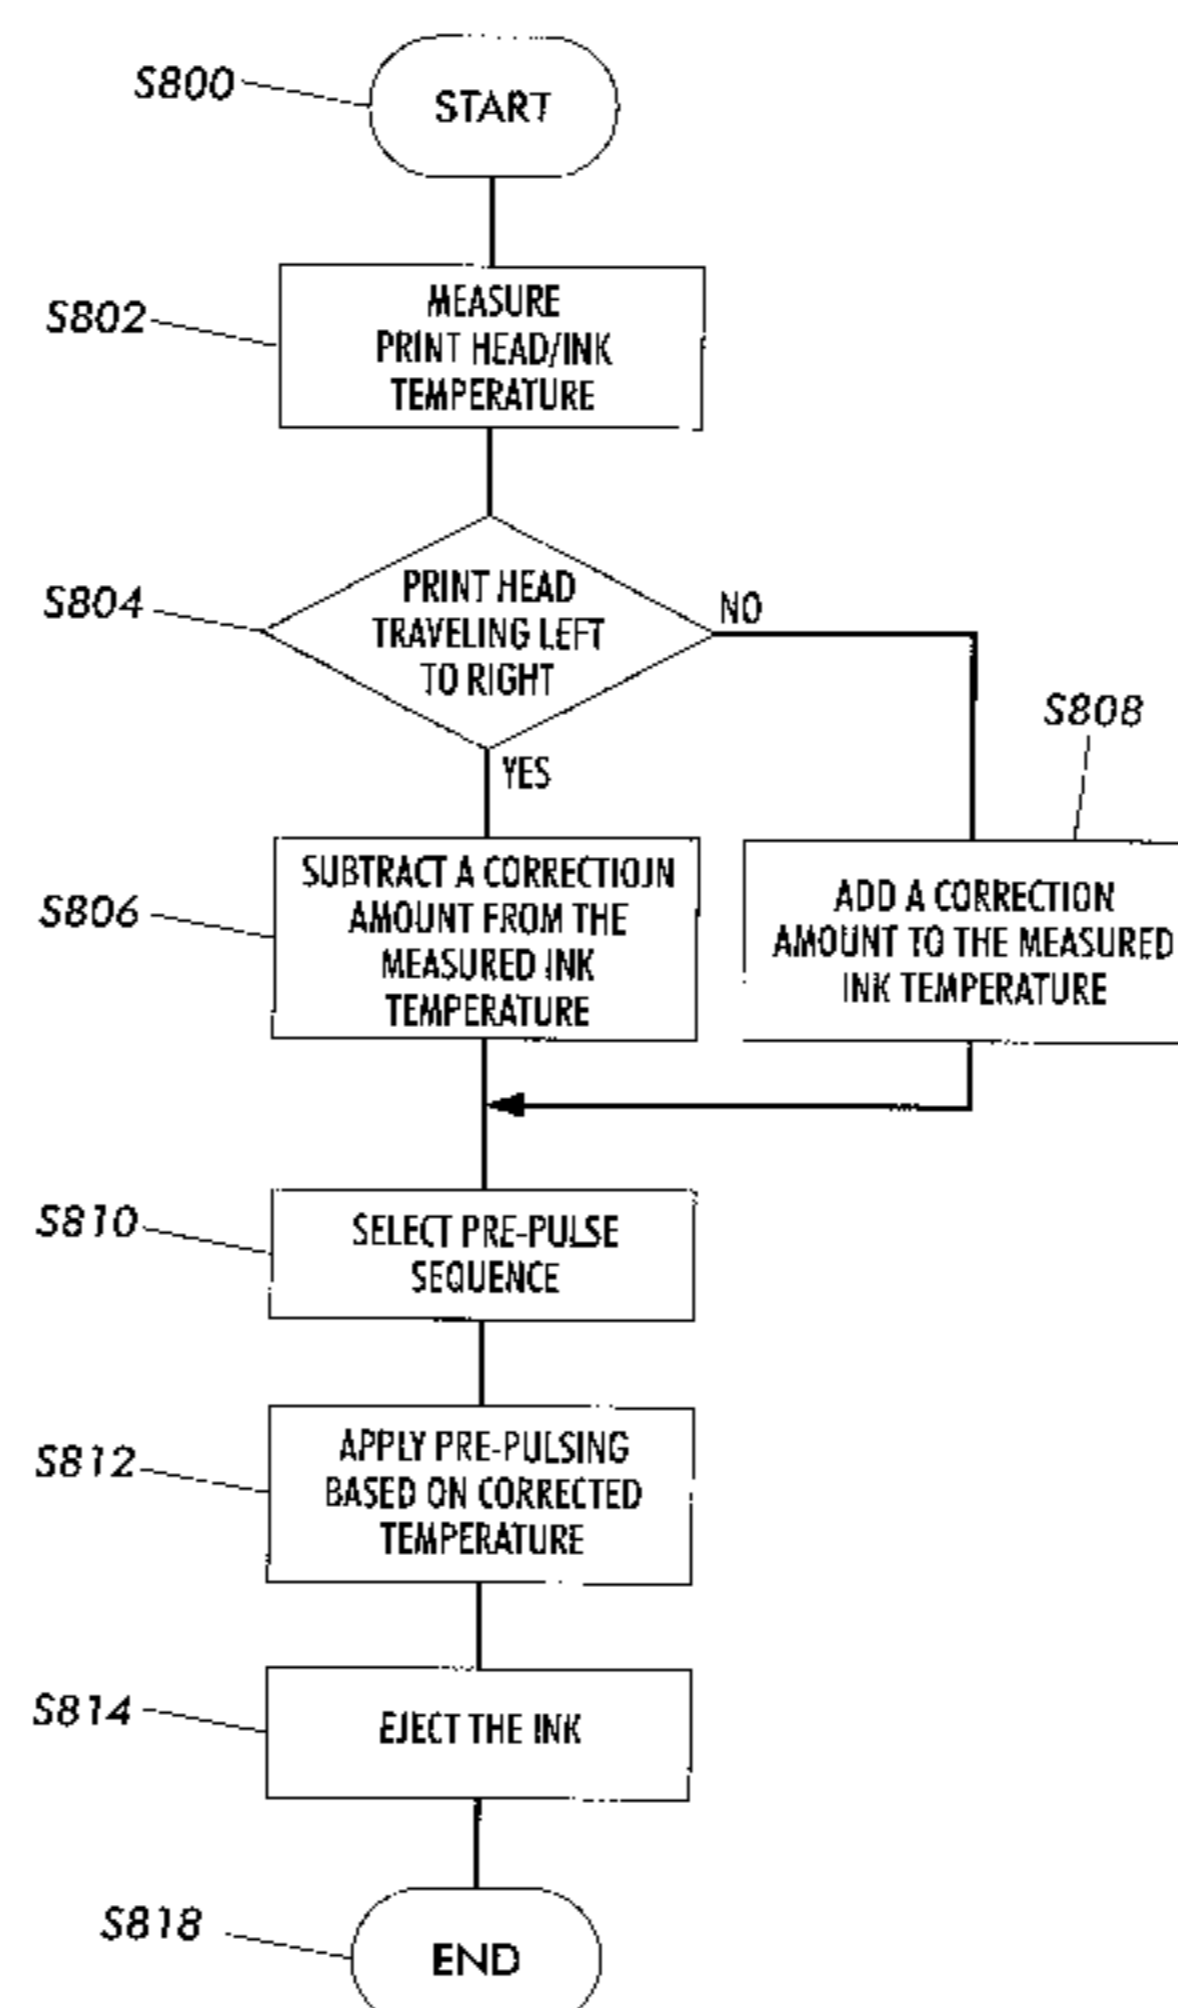 S800
START
S802
MEASURE
PRINT HEAD/INK
TEMPERATURE
S804
PRINT HEAD
TRAVELING LEFT
TO RIGHT
NO
YES
S808
S806
SUBTRACT A CORRECTIOJN
AMOUNT FROM THE
MEASURED INK
TEMPERATURE
ADD A CORRECTION
AMOUNT TO THE MEASURED
INK TEMPERATURE
S810
SELECT PRE-PULSE
SEQUENCE
S812
APPLY PRE-PULSING
BASED ON CORRECTED
TEMPERATURE
S814
EJECT THE INK
S818
END